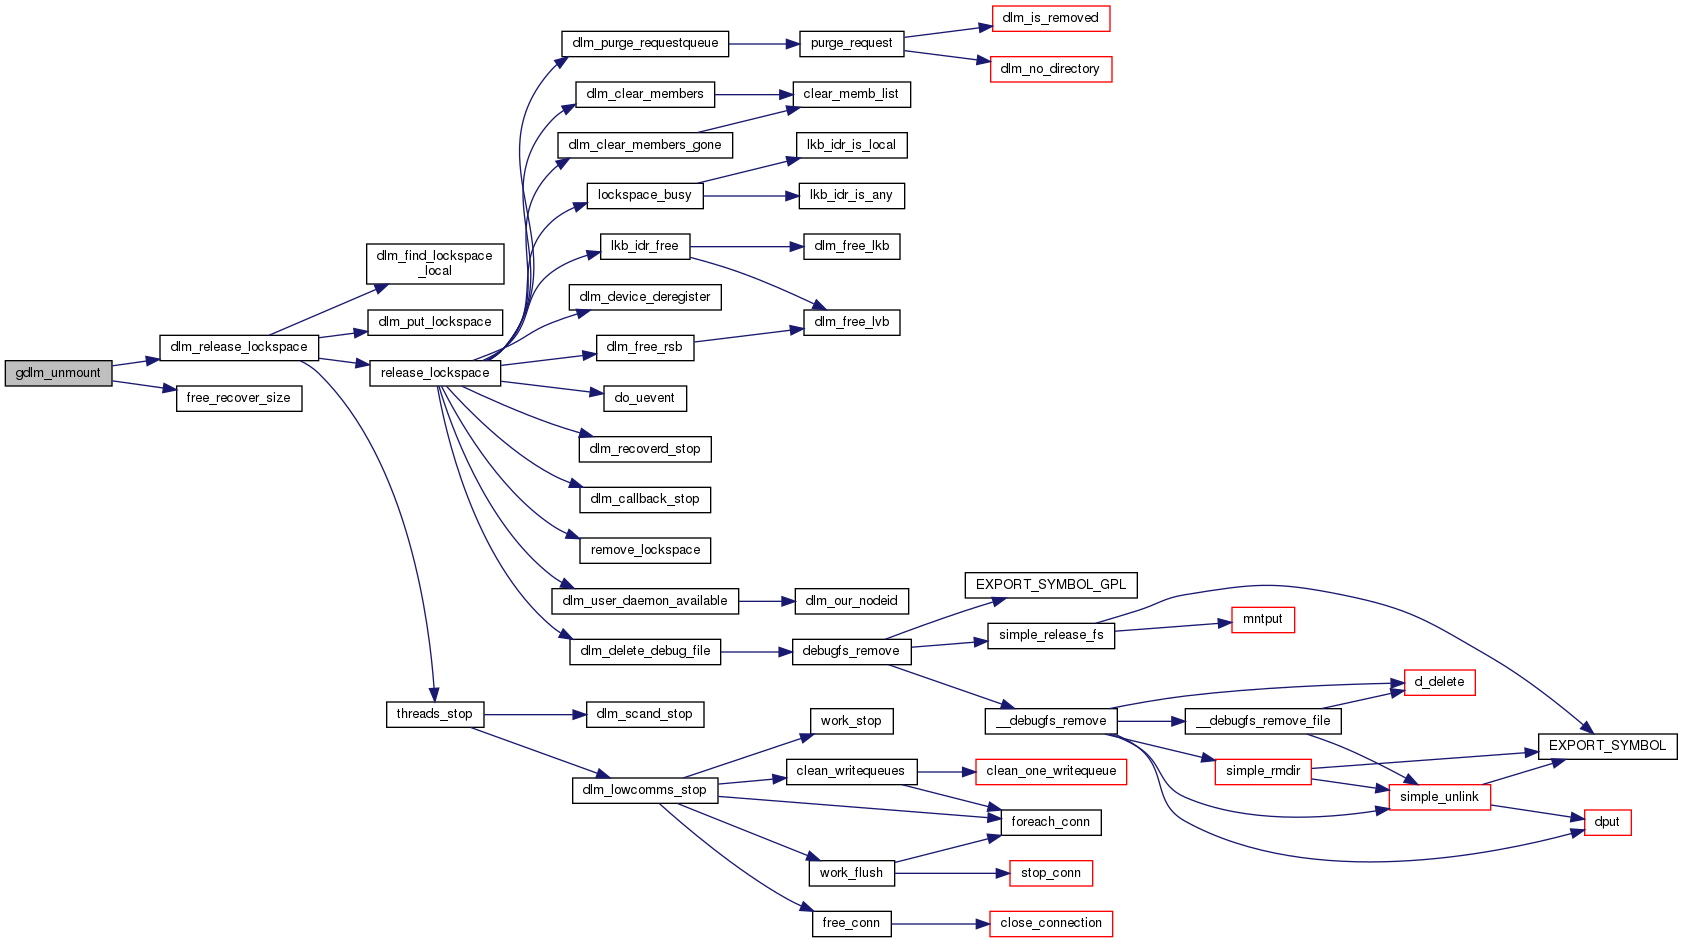 gdlm_unmount
dlm_release_lockspace
free_recover_size
dlm_find_lockspace
_local
dlm_put_lockspace
release_lockspace
threads_stop
dlm_purge_requestqueue
dlm_clear_members
dlm_clear_members_gone
lockspace_busy
lkb_idr_free
dlm_device_deregister
dlm_free_rsb
do_uevent
dlm_recoverd_stop
dlm_callback_stop
remove_lockspace
dlm_user_daemon_available
dlm_delete_debug_file
dlm_scand_stop
dlm_lowcomms_stop
purge_request
clear_memb_list
lkb_idr_is_local
lkb_idr_is_any
dlm_free_lkb
dlm_free_lvb
dlm_our_nodeid
debugfs_remove
work_stop
clean_writequeues
work_flush
free_conn
dlm_is_removed
dlm_no_directory
EXPORT_SYMBOL_GPL
simple_release_fs
__debugfs_remove
clean_one_writequeue
foreach_conn
stop_conn
close_connection
mntput
__debugfs_remove_file
simple_rmdir
d_delete
simple_unlink
EXPORT_SYMBOL
dput